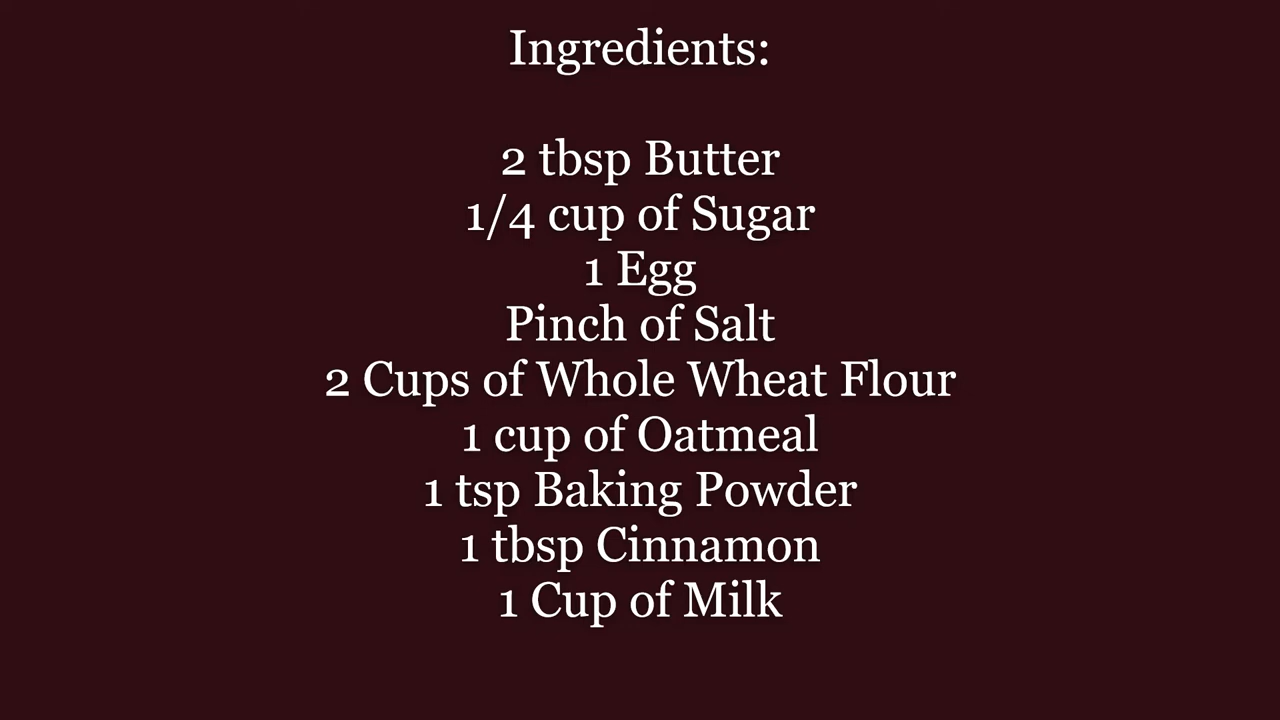 Ingredients:
2 tbsp Butter
1/4 cup of Sugar
1 Egg
Pinch of Salt
2 Cups of Whole Wheat Flour
1 cup of Oatmeal
1 tsp Baking Powder
1 tbsp Cinnamon
1 Cup of Milk